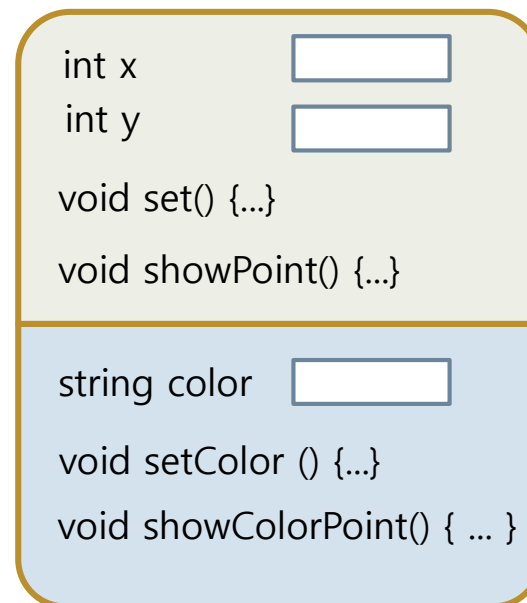 int x
int y
void set() {...}
void showPoint() {...}
string color
void setColor () {...}
void showColorPoint() { ... }